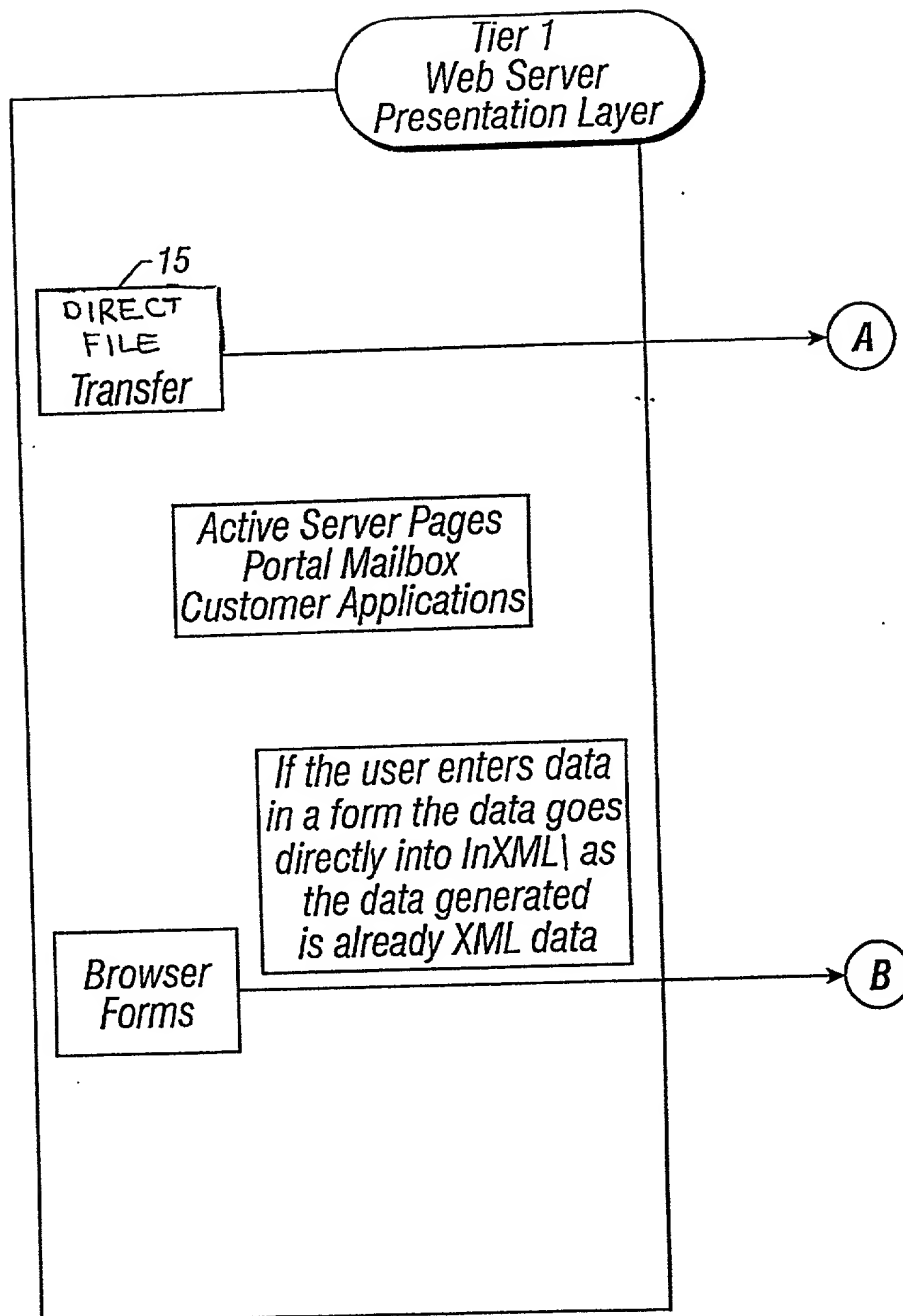 Tier 1
Web Server
Presentation Layer
15
DIRECT
FILE
Transfer
A
Active Server Pages
Portal Mailbox
Customer Applications
If the user enters data
in a form the data goes
directly into InXML\ as
the data generated
is already XML data
Browser
Forms
B